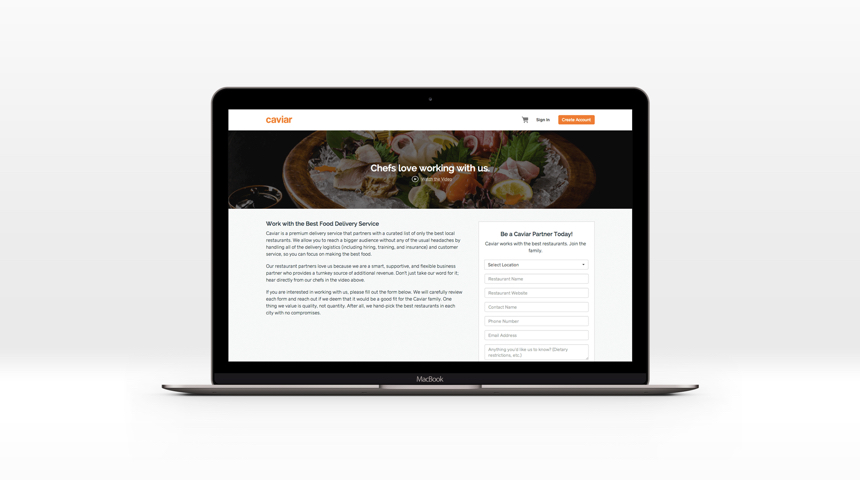 caviar
Sign In
Create Account
Chefs love working with us.
Watch the Video
Work with the Best Food Delivery Service
Caviar is a premium delivery service that partners with a curated list of only the best local
restaurants. We allow you to reach a bigger audience without any of the usual headaches by
handling all of the delivery logistics (including hiring, training, and insurance) and customer
service, so you can focus on making the best food.
Our restaurant partners love us because we are a smart, supportive, and flexible business
partner who provides a turnkey source of additional revenue. Don't just take our word for it,
hear directly from our chefs in the video above.
If you are interested in working with us, please fill out the form below. We will carefully review
each form and reach out if we deem that it would be a good fit for the Caviar family. One
thing we value is quality, not quantity. After all, we hand-pick the best restaurants in each
city with no compromises.
Be a Caviar Partner Today!
Caviar works with the best restaurants. Join the
family.
Select Location
Restaurant Name
Restaurant Website
Contact Name
Phone Number
Email Address
Anything you'd like us to know? (Dietary
restrictions, etc.)
MacBook